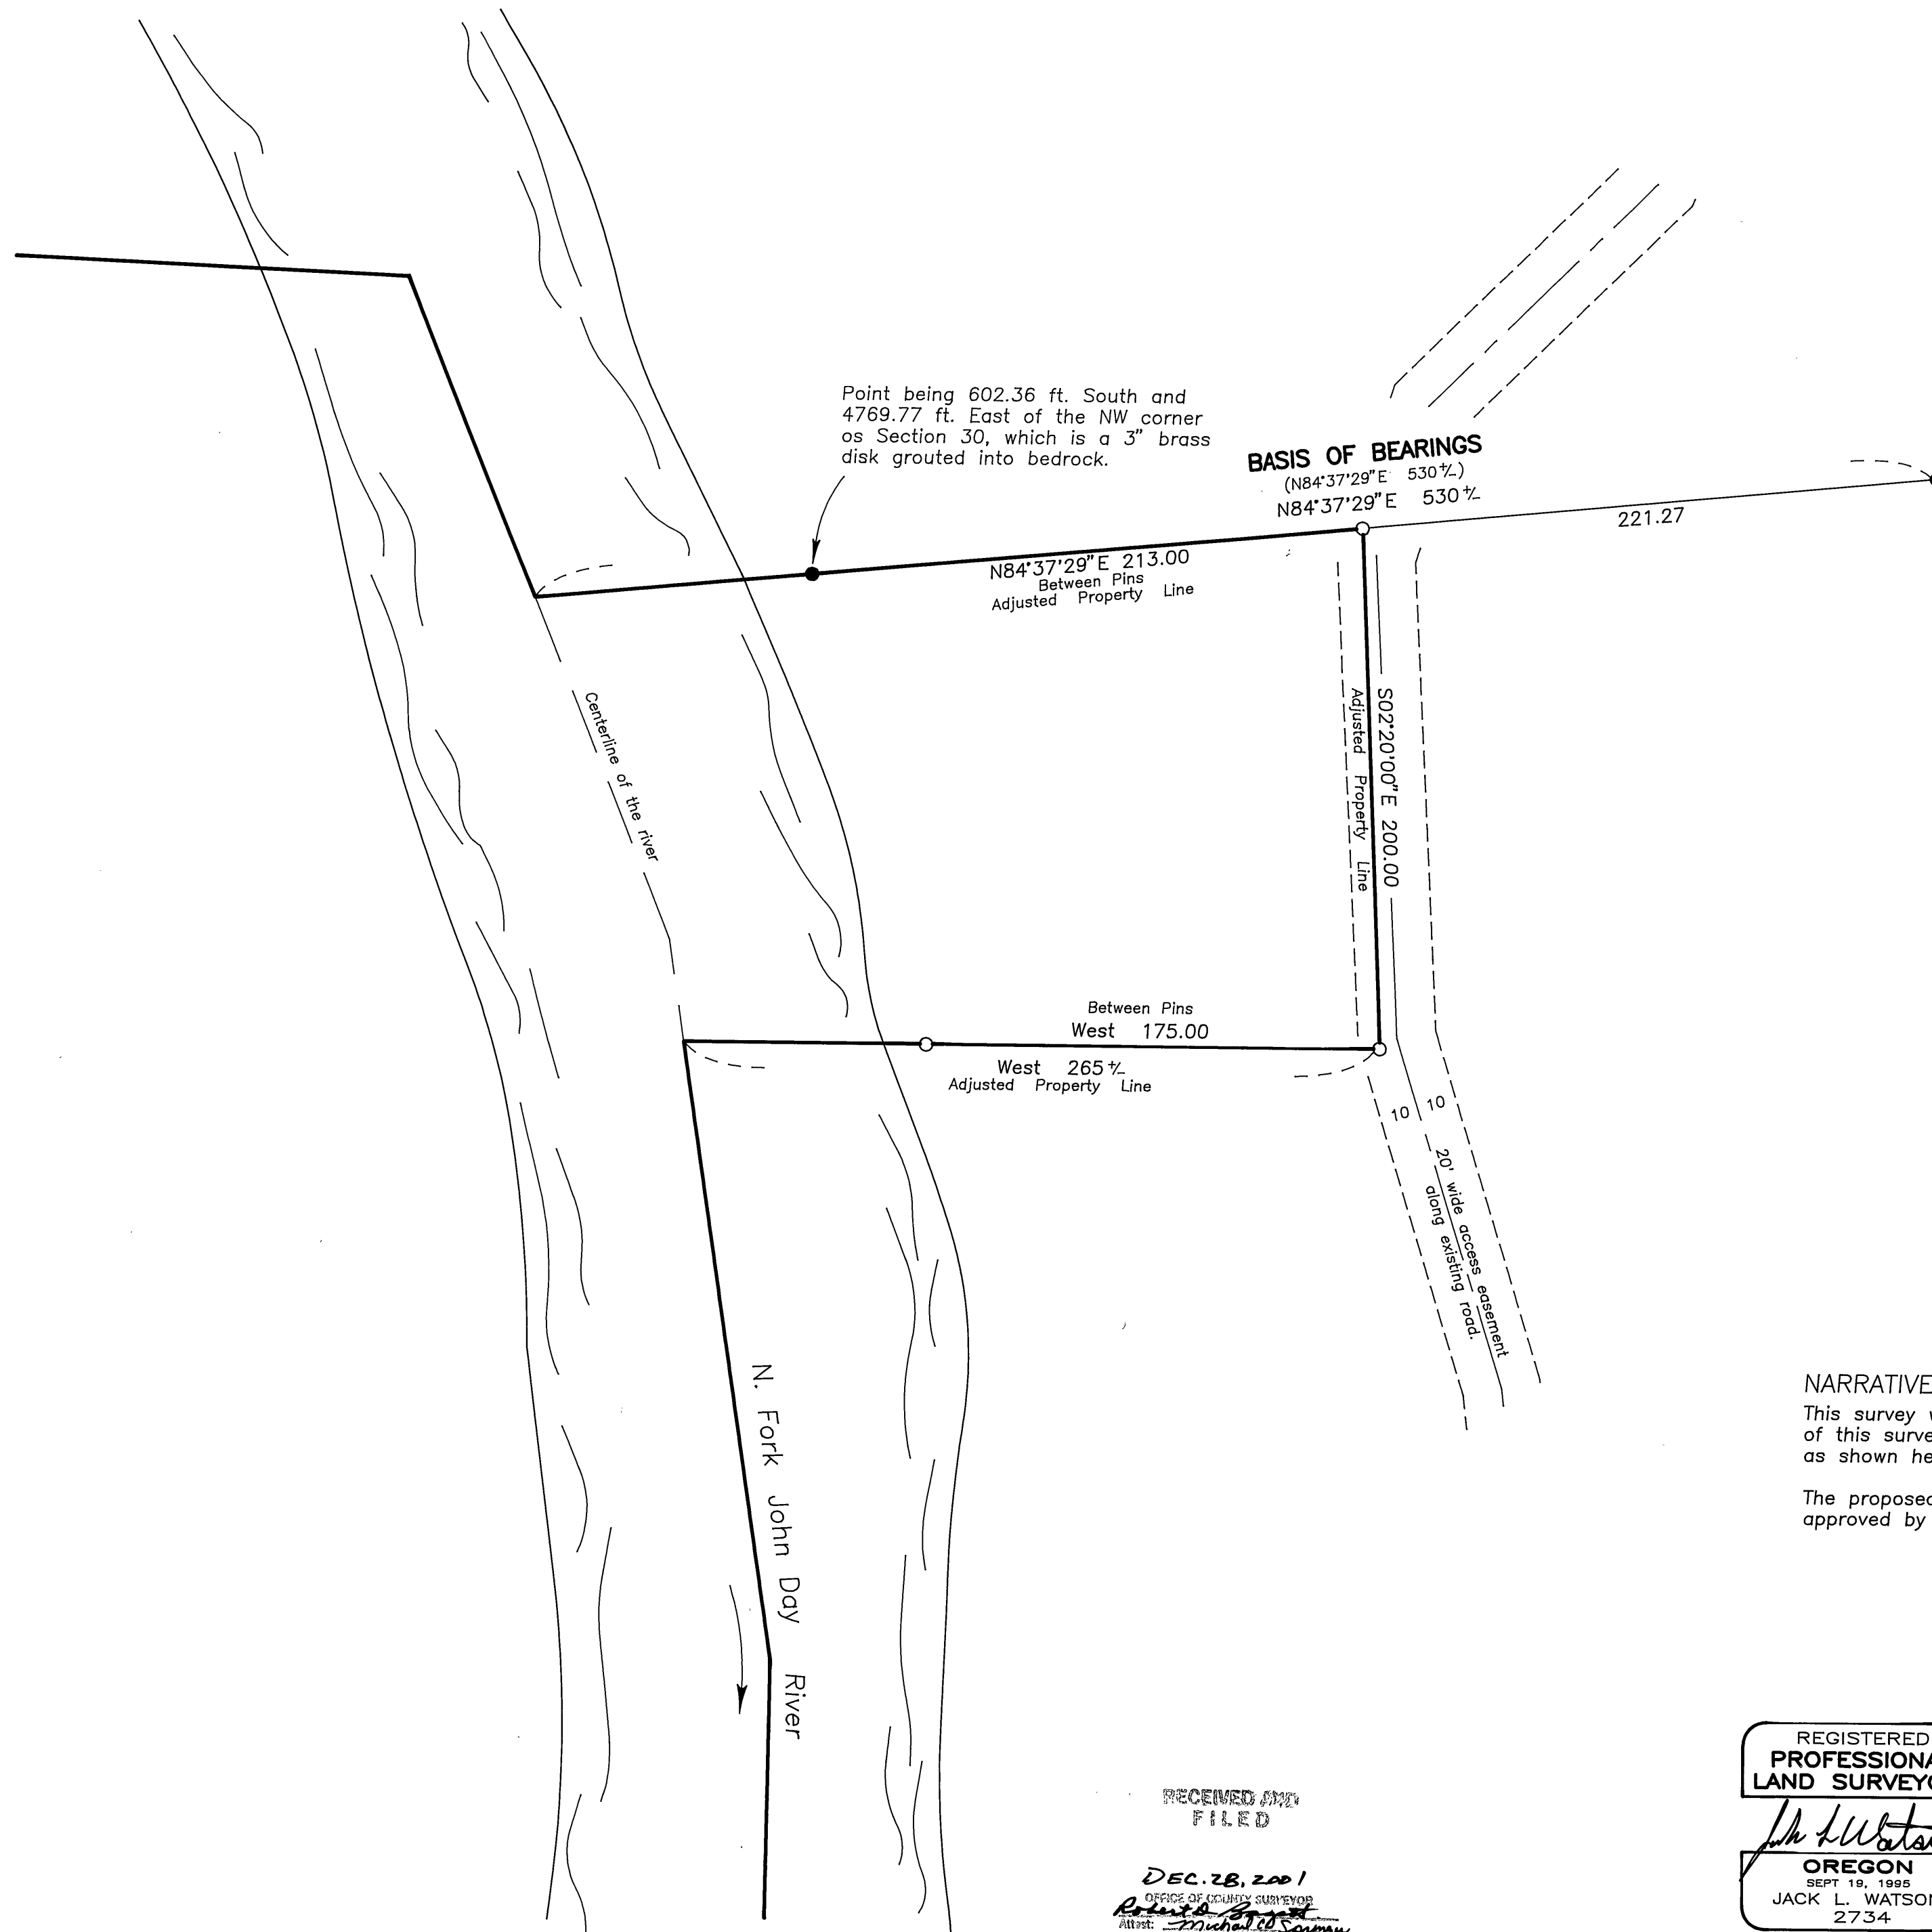 Point being 602.36 ft. South and
4769.77 ft. East of the NW corner
os Section 30, which is a 3" brass
disk grouted into bedrock.
BASIS OF BEARINGS
(N84°37'29"E 530+/-)
N84°37'29"E 530+/-
221.27
N84°37'29"E 213.00
Between Pins
Adjusted Property Line
Centerline of the river
Adjusted Property Line
S02°20'00"E 200.00
Between Pins
West 175.00
West 265+/-
Adjusted Property Line
10 10
20' wide access easement
along existing road.
N. Fork John Day River
NARRATIVE
This survey
of this surve
as shown he
The proposed
approved by
RECEIVED AND
FILED
DEC. 28, 2001
OFFICE OF COUNTY SURVEYOR
Attest:
REGISTERED
PROFESSIONA
LAND SURVEYO
OREGON
SEPT 19, 1995
JACK L. WATSON
2734